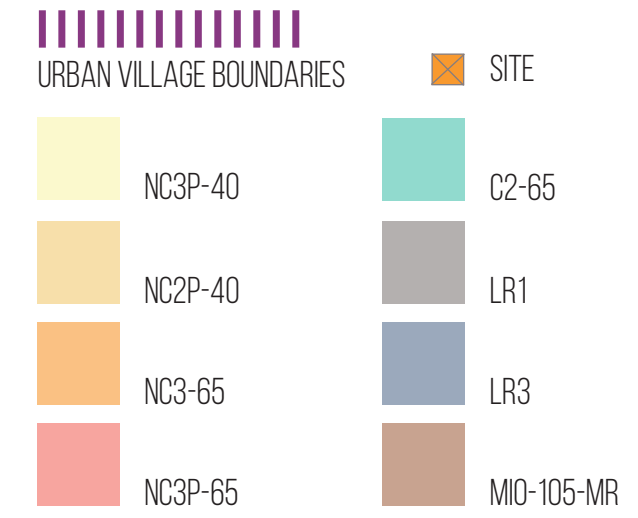 URBAN VILLAGE BOUNDARIES
SITE
NC3P-40
NC2P-40
NC3-65
NC3P-65
C2-65
LR1
LR3
MIO-105-MR